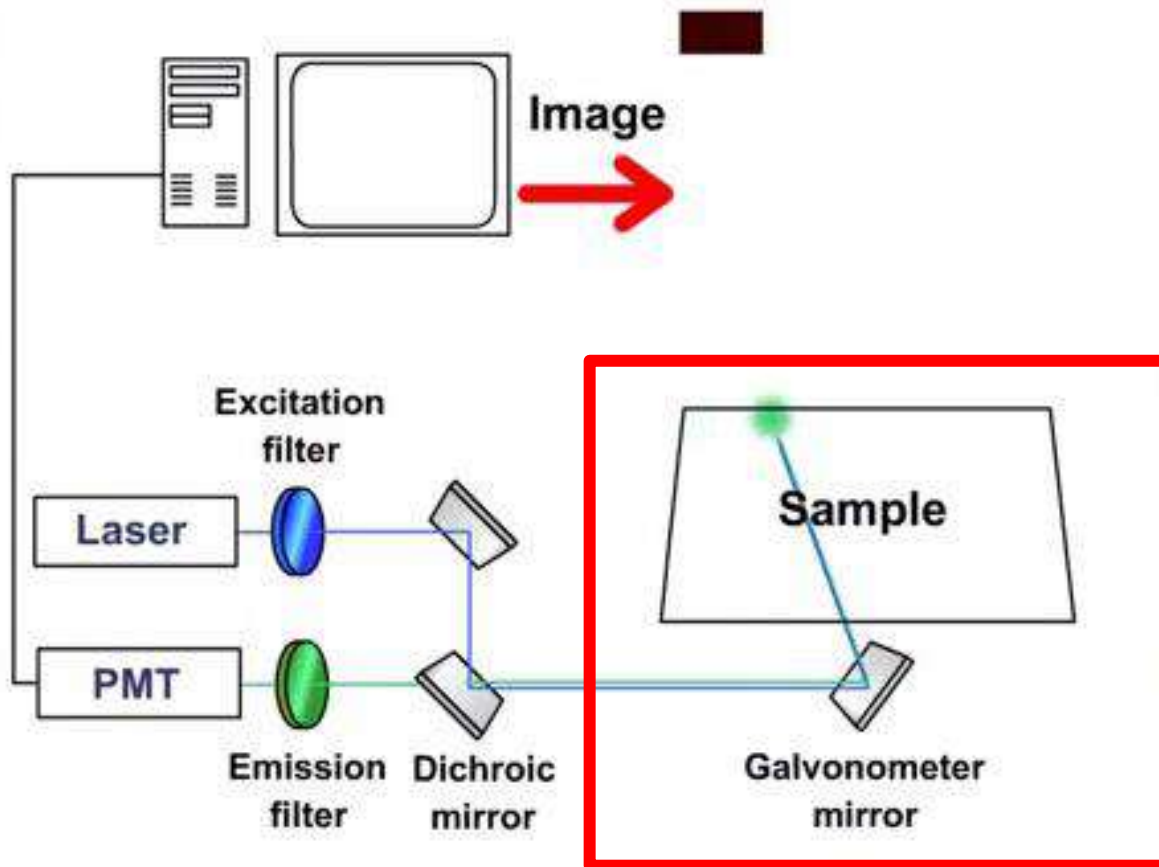 Image
Excitation
filter
Laser
Sample
PMT
Emission
filter
Dichroic
mirror
Galvonometer
mirror